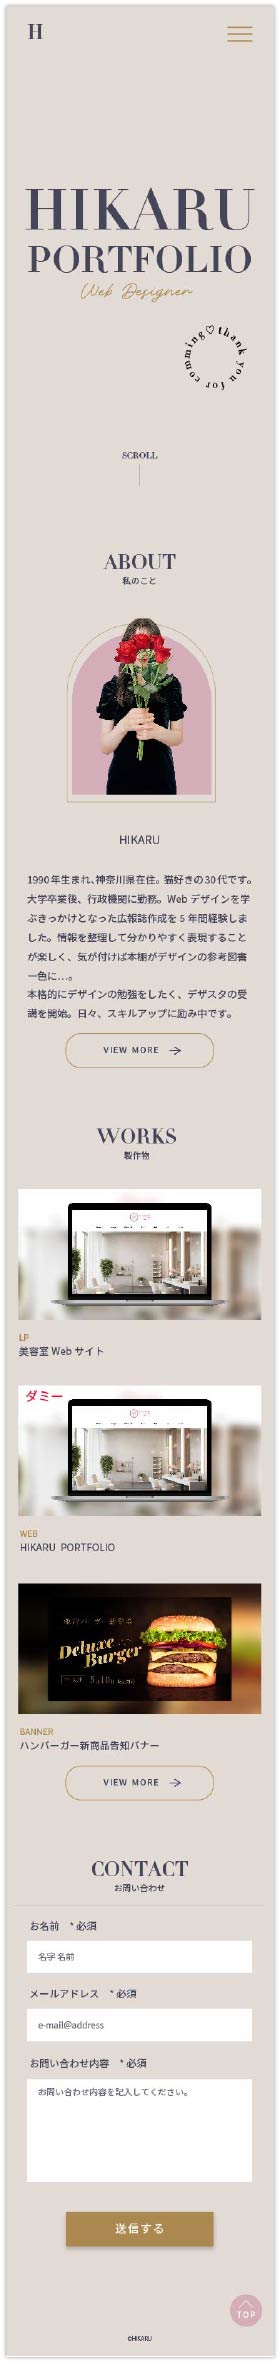 H
HIKARU
PORTFOLIO
Web Designer
thank you for comming♡
SCROLL
ABOUT
私のこと
HIKARU
1990年生まれ、神奈川県在住。猫好きの30代です。
大学卒業後、行政機関に勤務。Web デザインを学
ぶきっかけとなった広報誌作成を 5 年間経験しま
した。情報を整理して分かりやすく表現すること
が楽しく、気が付けば本棚がデザインの参考図書
一色に…。
本格的にデザインの勉強をしたく、デザスタの受
講を開始。日々、スキルアップに励み中です。
VIEW MORE →
WORKS
製作物
LP
美容室 Web サイト
ダミー
WEB
HIKARU PORTFOLIO
Deluxe
Burger
BANNER
ハンバーガー新商品告知バナー
VIEW MORE →
CONTACT
お問い合わせ
お名前 * 必須
名字 名前
メールアドレス * 必須
e-mail@address
お問い合わせ内容 * 必須
お問い合わせ内容を記入してください。
送信する
TOP
©HIKARU